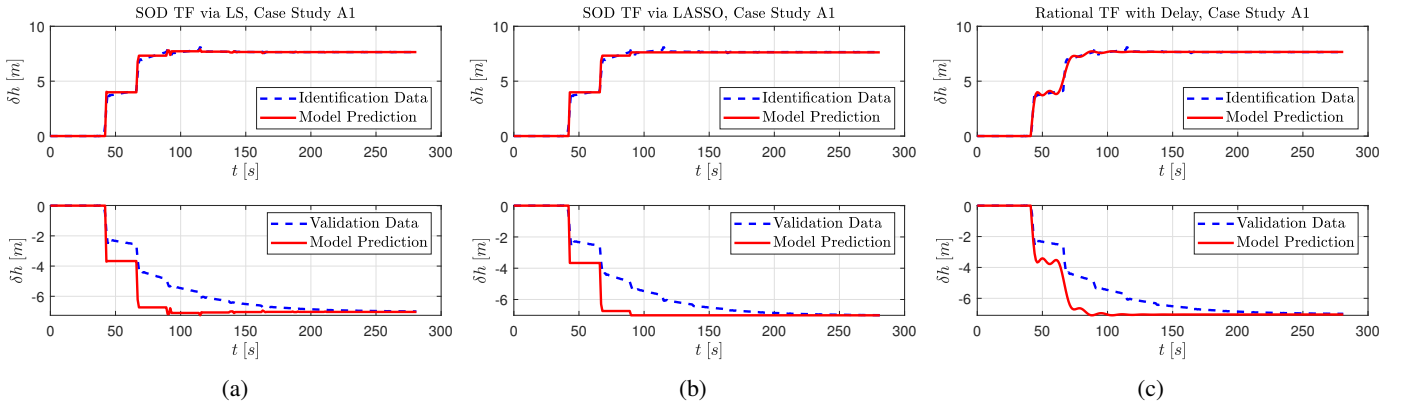 SOD TF via LS, Case Study A1
10
5
0
δh [m]
Identification Data
Model Prediction
0 50 100 150 200 250 300
t [s]
0
-2
-4
-6
δh [m]
Validation Data
Model Prediction
0 50 100 150 200 250 300
t [s]
(a)
SOD TF via LASSO, Case Study A1
10
5
0
δh [m]
Identification Data
Model Prediction
0 50 100 150 200 250 300
t [s]
0
-2
-4
-6
δh [m]
Validation Data
Model Prediction
0 50 100 150 200 250 300
t [s]
(b)
Rational TF with Delay, Case Study A1
10
5
0
δh [m]
Identification Data
Model Prediction
0 50 100 150 200 250 300
t [s]
0
-2
-4
-6
δh [m]
Validation Data
Model Prediction
0 50 100 150 200 250 300
t [s]
(c)